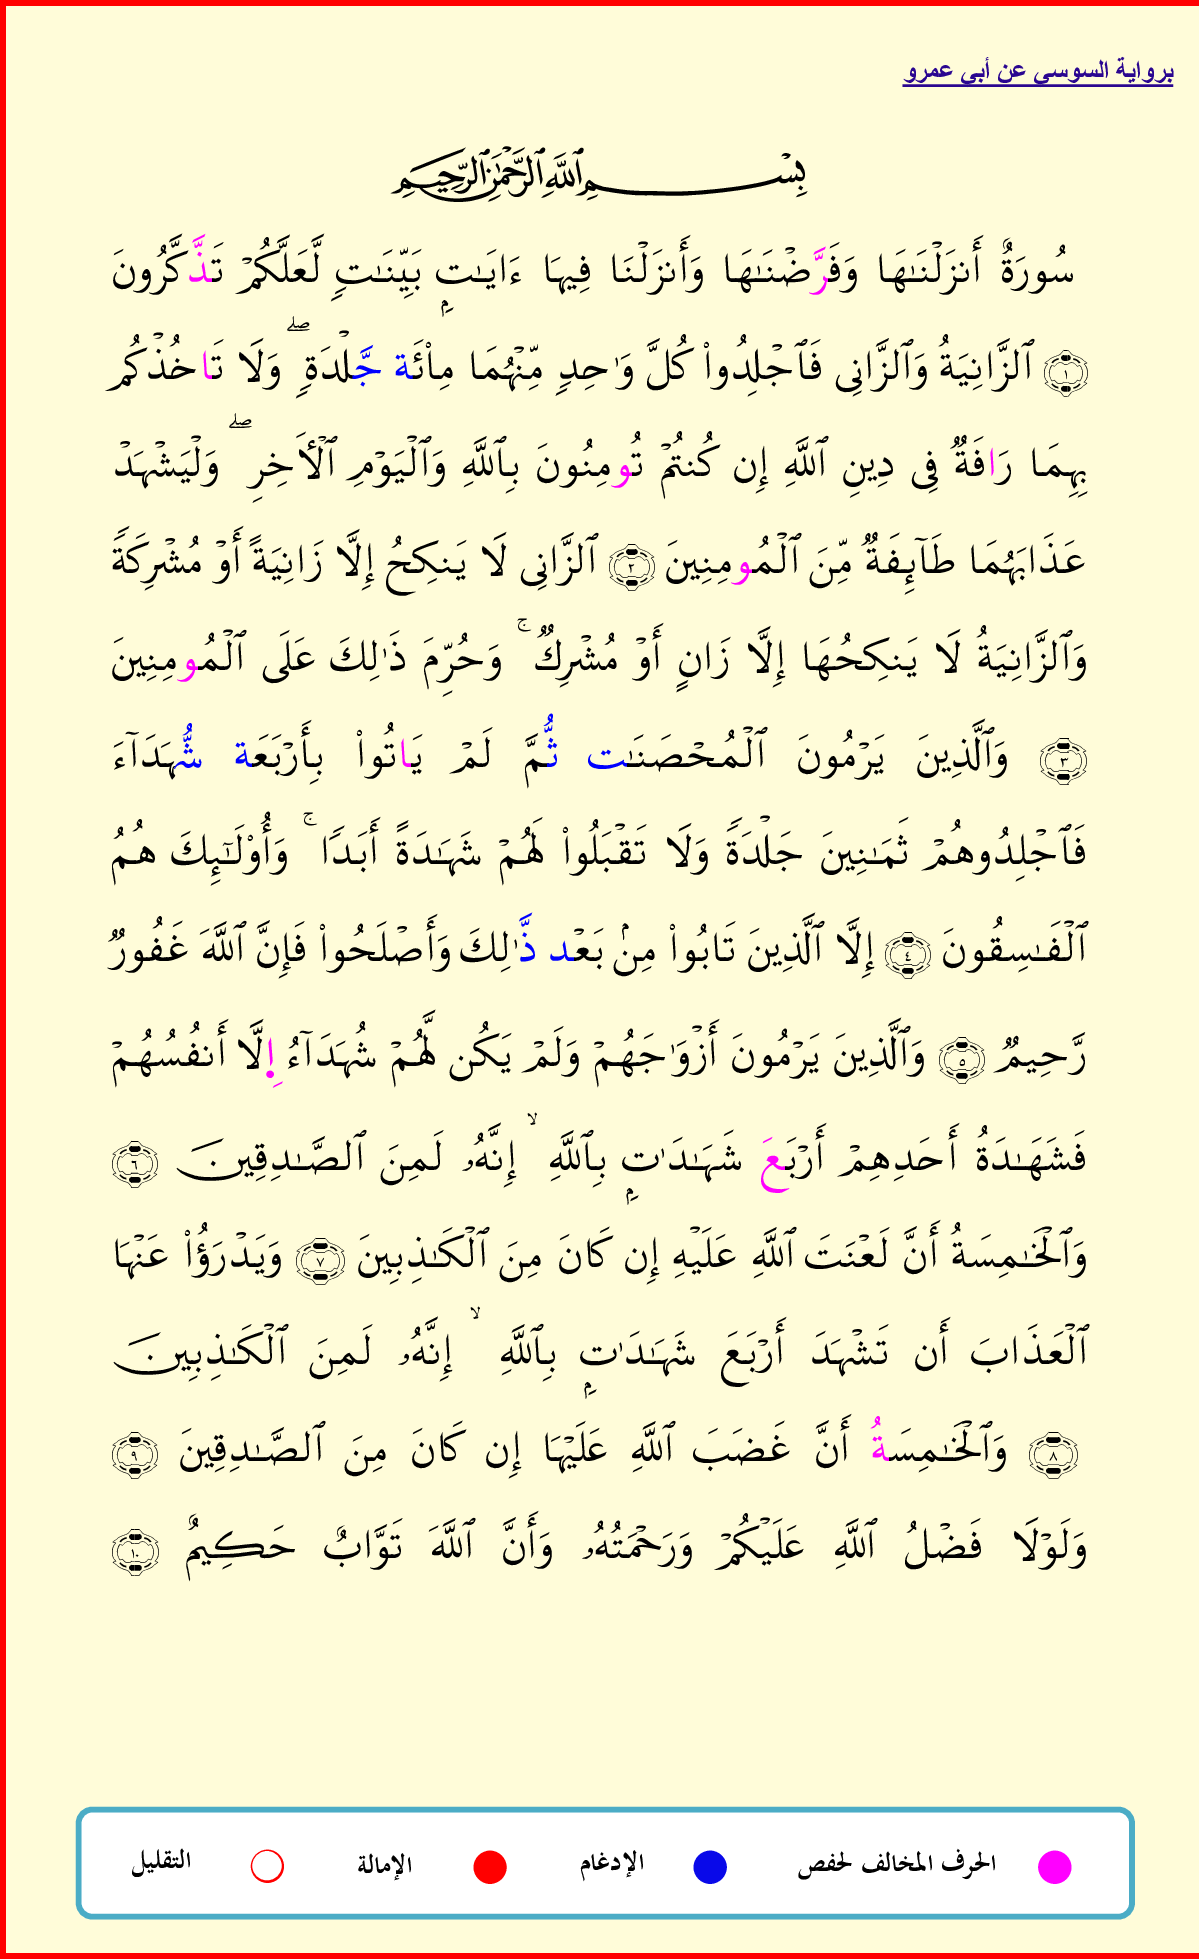 برواية السوسي عن أبي عمرو
بِسْمِ ٱللَّهِ ٱلرَّحْمَٰنِ ٱلرَّحِيمِ
سُورَةٌ أَنزَلْنَٰهَا وَفَرَّضْنَٰهَا وَأَنزَلْنَا فِيهَا ءَايَٰتٍۭ بَيِّنَٰتٍ لَّعَلَّكُمْ تَذَّكَّرُونَ
١ ٱلزَّانِيَةُ وَٱلزَّانِى فَٱجْلِدُوا۟ كُلَّ وَٰحِدٍ مِّنْهُمَا مِا۟ئَة جَّلْدَةٍ ۖ وَلَا تَاخُذْكُم
بِهِمَا رَافَةٌ فِى دِينِ ٱللَّهِ إِن كُنتُمْ تُومِنُونَ بِٱللَّهِ وَٱلْيَوْمِ ٱلْأَخِرِ ۖ وَلْيَشْهَدْ
عَذَابَهُمَا طَآئِفَةٌ مِّنَ ٱلْمُومِنِينَ ٢ ٱلزَّانِى لَا يَنكِحُ إِلَّا زَانِيَةً أَوْ مُشْرِكَةً
وَٱلزَّانِيَةُ لَا يَنكِحُهَا إِلَّا زَانٍ أَوْ مُشْرِكٌ ۚ وَحُرِّمَ ذَٰلِكَ عَلَى ٱلْمُومِنِينَ
٣ وَٱلَّذِينَ يَرْمُونَ ٱلْمُحْصَنَٰت ثُّمَّ لَمْ يَاتُوا۟ بِأَرْبَعَة شُّهَدَآءَ
فَٱجْلِدُوهُمْ ثَمَٰنِينَ جَلْدَةً وَلَا تَقْبَلُوا۟ لَهُمْ شَهَٰدَةً أَبَدًا ۚ وَأُو۟لَٰٓئِكَ هُمُ
ٱلْفَٰسِقُونَ ٤ إِلَّا ٱلَّذِينَ تَابُوا۟ مِنۢ بَعْد ذَّٰلِكَ وَأَصْلَحُوا۟ فَإِنَّ ٱللَّهَ غَفُورٌ
رَّحِيمٌ ٥ وَٱلَّذِينَ يَرْمُونَ أَزْوَٰجَهُمْ وَلَمْ يَكُن لَّهُمْ شُهَدَآءُ اِ۪لَّا أَنفُسُهُمْ
فَشَهَٰدَةُ أَحَدِهِمْ أَرْبَعَ شَهَٰدَٰتٍۭ بِٱللَّهِ ۙ إِنَّهُۥ لَمِنَ ٱلصَّٰدِقِينَ ٦
وَٱلْخَٰمِسَةُ أَنَّ لَعْنَتَ ٱللَّهِ عَلَيْهِ إِن كَانَ مِنَ ٱلْكَٰذِبِينَ ٧ وَيَدْرَؤُا۟ عَنْهَا
ٱلْعَذَابَ أَن تَشْهَدَ أَرْبَعَ شَهَٰدَٰتٍۭ بِٱللَّهِ ۙ إِنَّهُۥ لَمِنَ ٱلْكَٰذِبِينَ
٨ وَٱلْخَٰمِسَةُ أَنَّ غَضَبَ ٱللَّهِ عَلَيْهَا إِن كَانَ مِنَ ٱلصَّٰدِقِينَ ٩
وَلَوْلَا فَضْلُ ٱللَّهِ عَلَيْكُمْ وَرَحْمَتُهُۥ وَأَنَّ ٱللَّهَ تَوَّابٌ حَكِيمٌ ١٠
الحرف المخالف لحفص الإدغام الإمالة التقليل